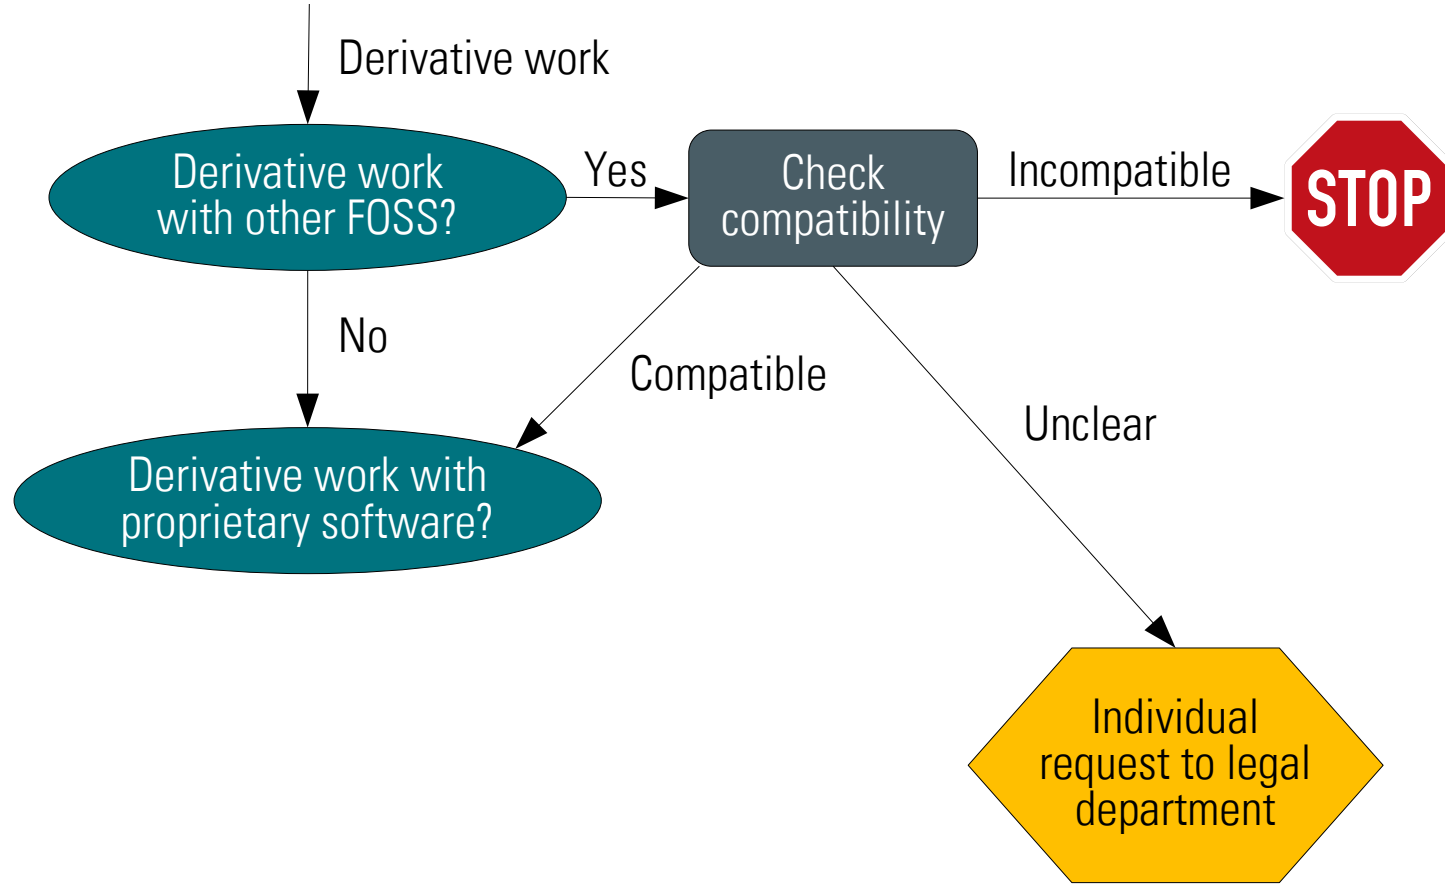 Derivative work
Derivative work
with other FOSS?
Yes
Check
compatibility
Incompatible
STOP
No
Compatible
Unclear
Derivative work with
proprietary software?
Individual
request to legal
department